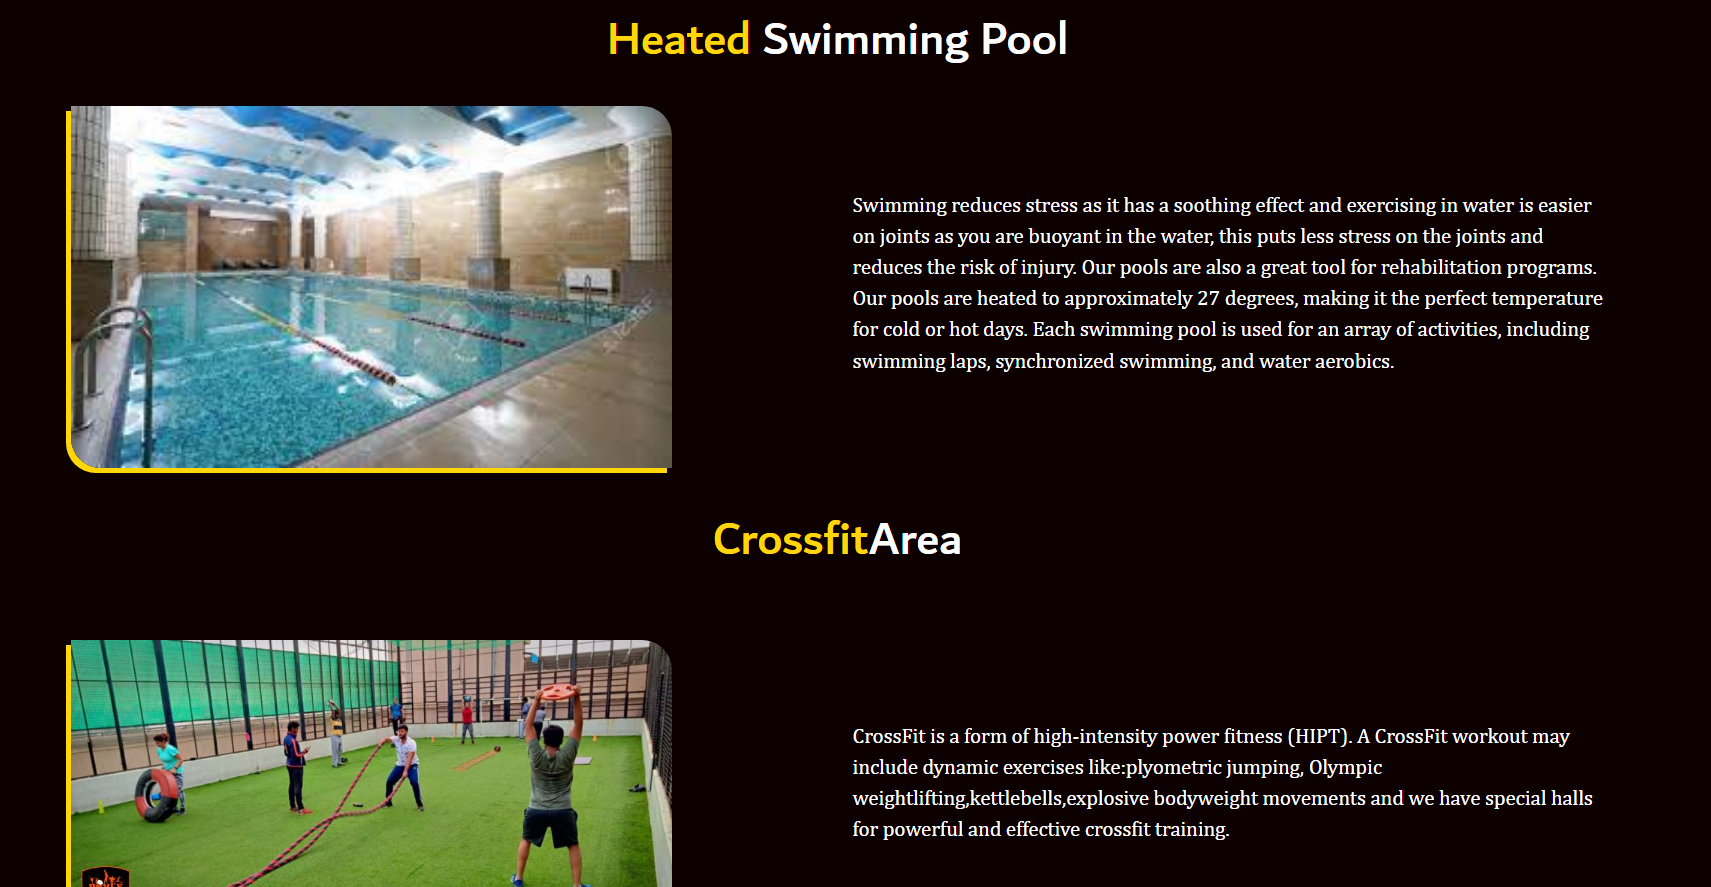 Heated Swimming Pool
Swimming reduces stress as it has a soothing effect and exercising in water is easier
on joints as you are buoyant in the water, this puts less stress on the joints and
reduces the risk of injury. Our pools are also a great tool for rehabilitation programs.
Our pools are heated to approximately 27 degrees, making it the perfect temperature
for cold or hot days. Each swimming pool is used for an array of activities, including
swimming laps, synchronized swimming, and water aerobics.
CrossfitArea
CrossFit is a form of high-intensity power fitness (HIPT). A CrossFit workout may
include dynamic exercises like:plyometric jumping, Olympic
weightlifting,kettlebells,explosive bodyweight movements and we have special halls
for powerful and effective crossfit training.